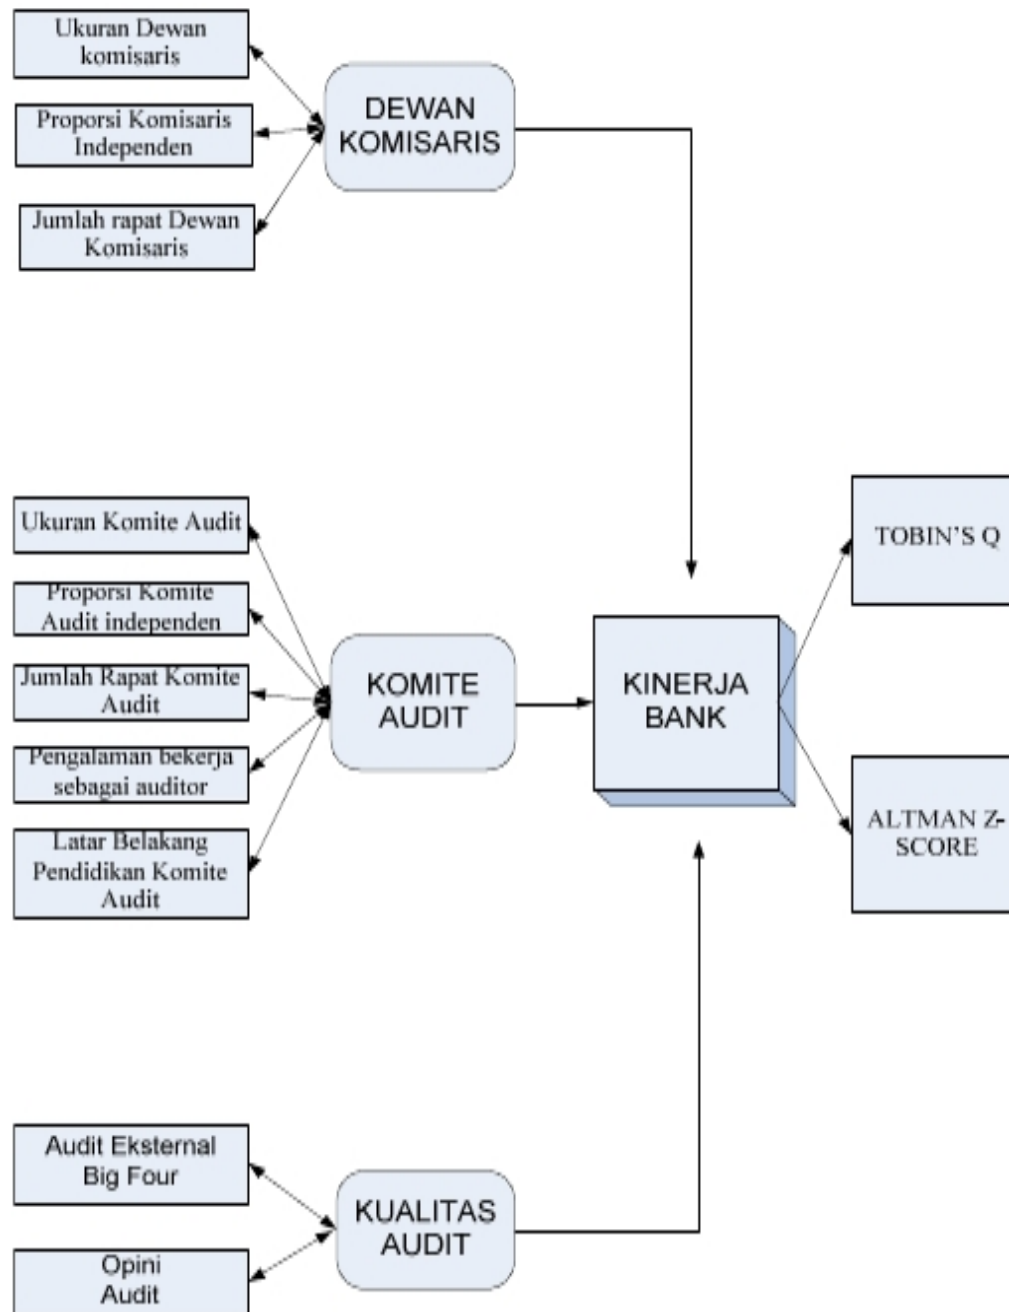 Ukuran Dewan
komisaris
Proporsi Komisaris
Independen
Jumlah rapat Dewan
Komisaris
DEWAN
KOMISARIS
Ukuran Komite Audit
Proporsi Komite
Audit independen
Jumlah Rapat Komite
Audit
Pengalaman bekerja
sebagai auditor
Latar Belakang
Pendidikan Komite
Audit
KOMITE
AUDIT
KINERJA
BANK
TOBIN'S Q
ALTMAN Z-
SCORE
Audit Eksternal
Big Four
Opini
Audit
KUALITAS
AUDIT